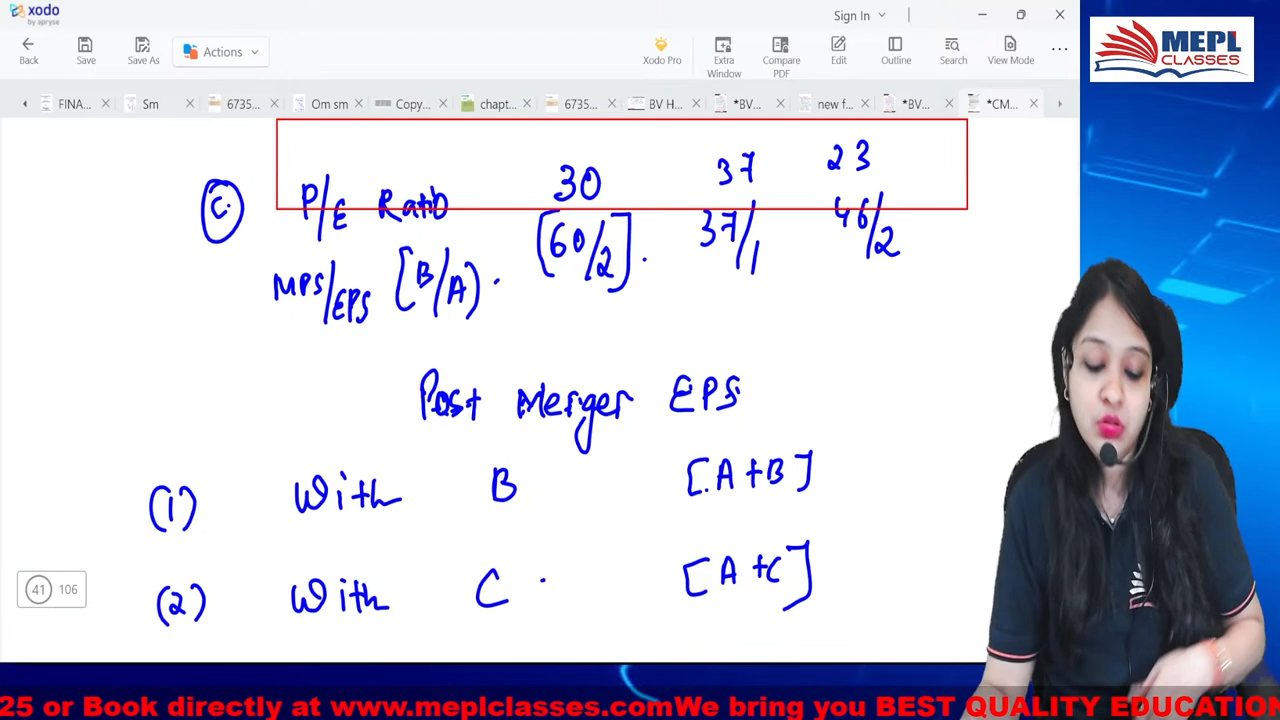 xodo
by apryse
Sign In
Back
Save
Save As
Actions
Xodo Pro
Extra Window
Compare PDF
Edit
Outline
Search
View Mode
MEPL
CLASSES
FINA...
Sm
6735...
Om sm
Copy...
chapt...
6735...
BV H...
*BV...
new f...
*BV...
*CM...
C. P/E Ratio 30 37 23
MPS/EPS [B/A]. [60/2]. 37/1 46/2
Post Merger EPS
(1) With B [A+B]
(2) With C [A+C]
41 106
25 or Book directly at www.meplclasses.comWe bring you BEST QUALITY EDUCATION